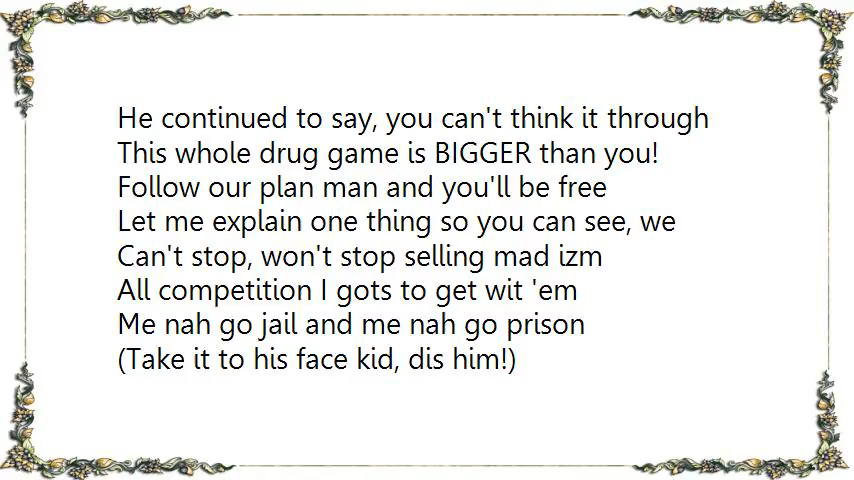 He continued to say, you can't think it through
This whole drug game is BIGGER than you!
Follow our plan man and you'll be free
Let me explain one thing so you can see, we
Can't stop, won't stop selling mad izm
All competition I gots to get wit 'em
Me nah go jail and me nah go prison
(Take it to his face kid, dis him!)